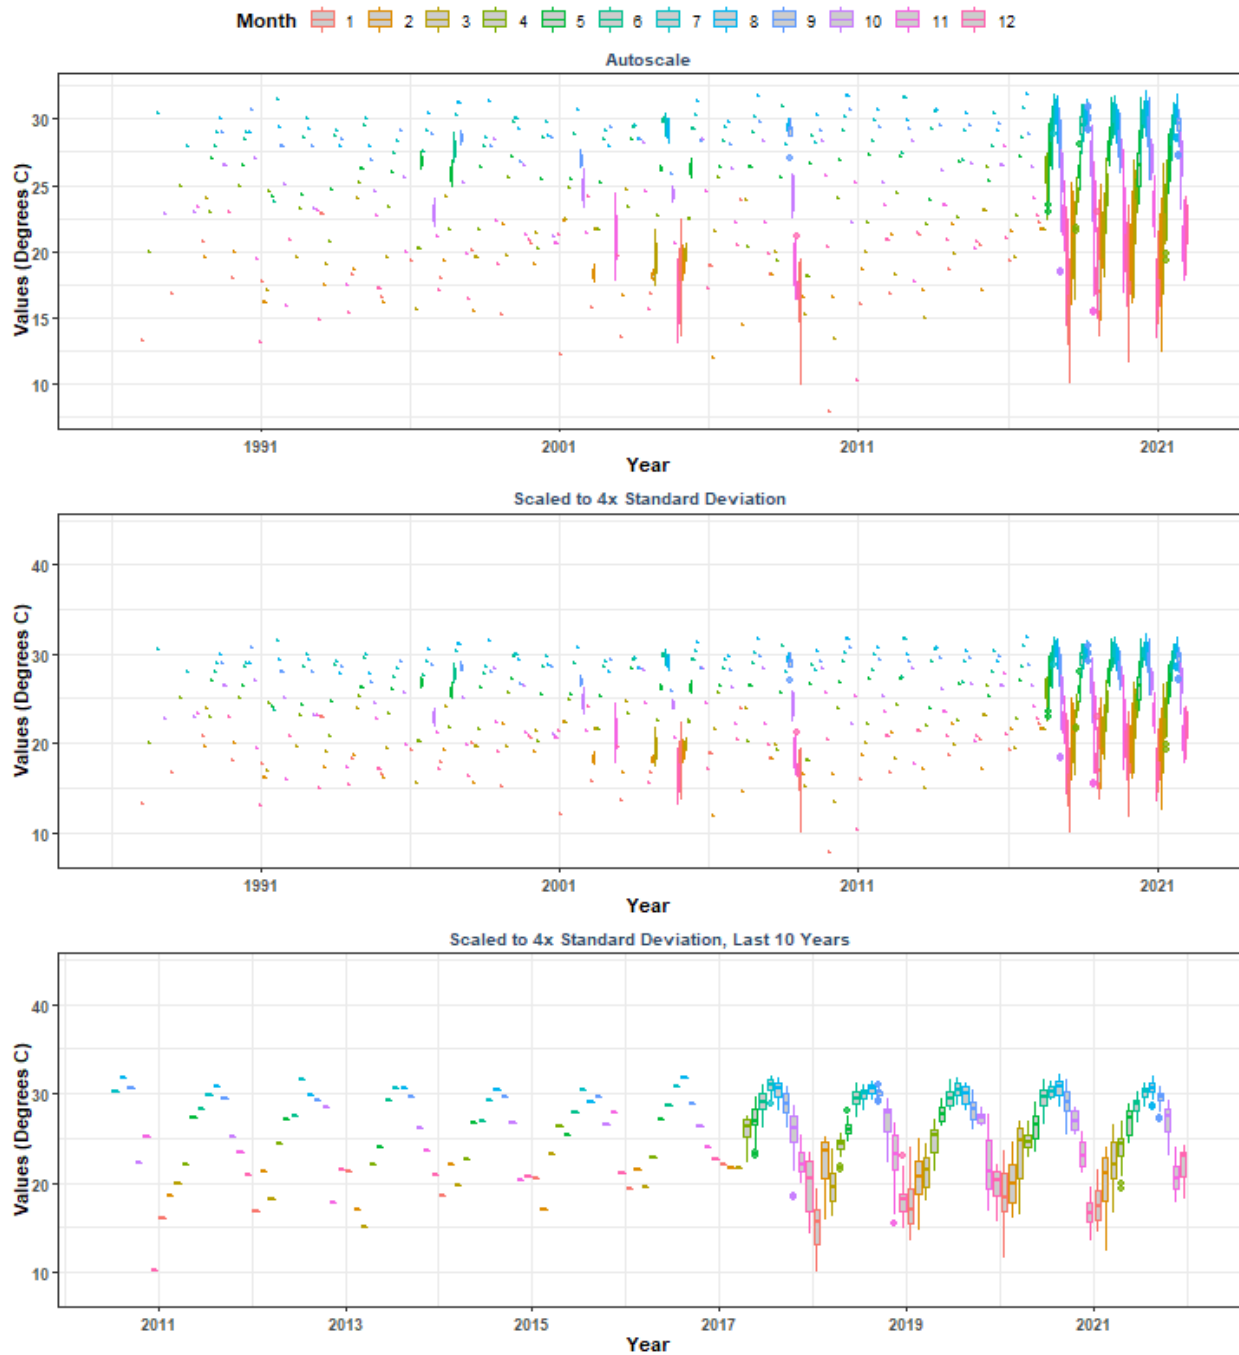 Month 1 2 3 4 5 6 7 8 9 10 11 12
Autoscale
Values (Degrees C)
30
25
20
15
10
1991 2001 2011 2021
Year
Scaled to 4x Standard Deviation
Values (Degrees C)
40
30
20
10
1991 2001 2011 2021
Year
Scaled to 4x Standard Deviation, Last 10 Years
Values (Degrees C)
40
30
20
10
2011 2013 2015 2017 2019 2021
Year